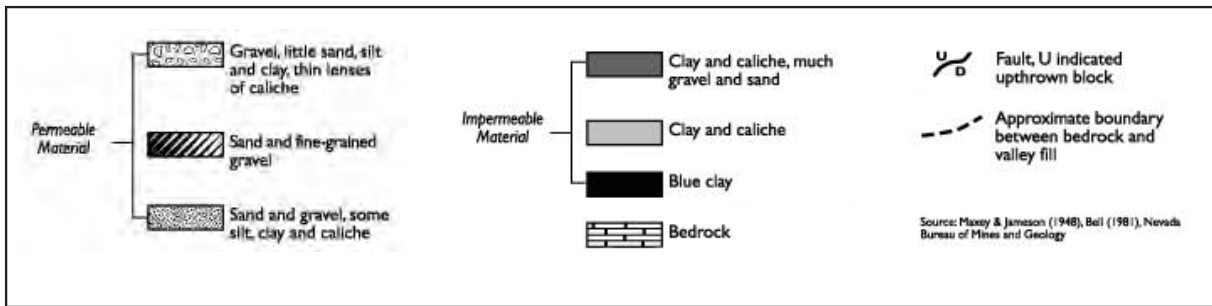 Permeable
Material
Gravel, little sand, silt
and clay, thin lenses
of caliche
Sand and fine-grained
gravel
Sand and gravel, some
silt, clay and caliche
Impermeable
Material
Clay and caliche, much
gravel and sand
Clay and caliche
Blue clay
Bedrock
U
D
Fault, U indicated
upthrown block
Approximate boundary
between bedrock and
valley fill
Source: Maxey & Jameson (1948), Bell (1981), Nevada
Bureau of Mines and Geology